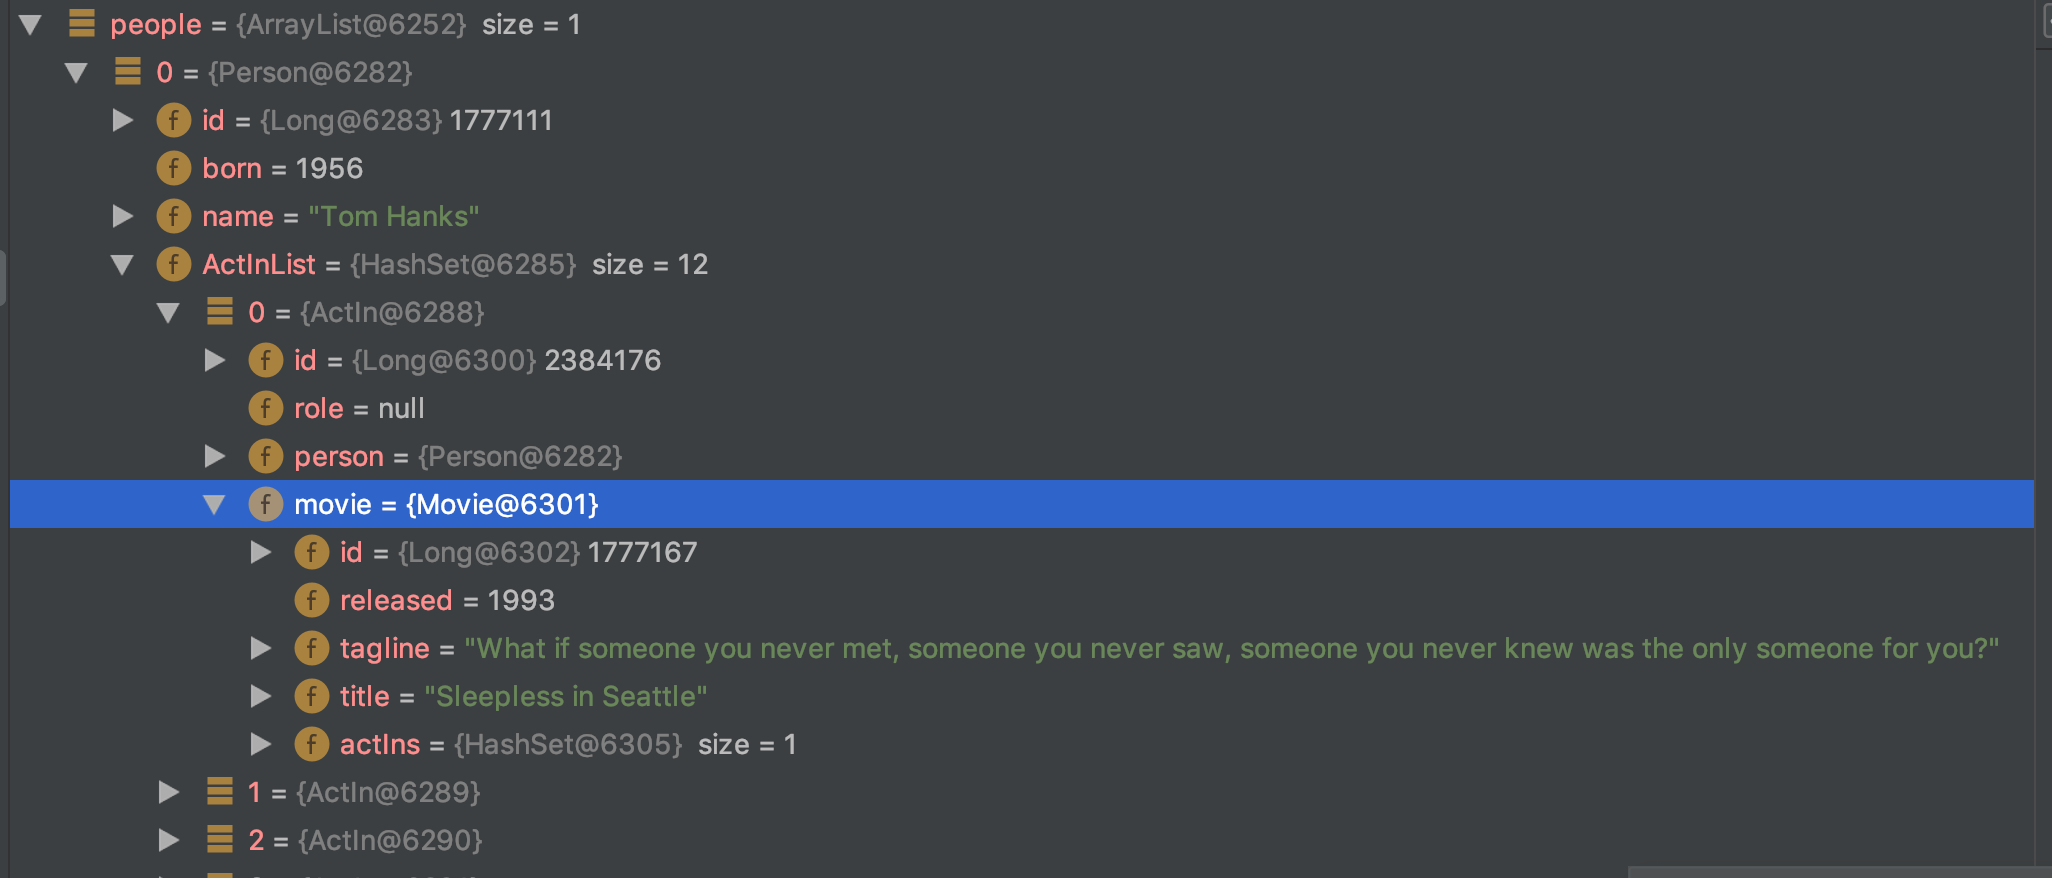 people = {ArrayList@6252} size = 1
0 = {Person@6282}
f id = {Long@6283} 1777111
f born = 1956
f name = "Tom Hanks"
f ActInList = {HashSet@6285} size = 12
0 = {ActIn@6288}
f id = {Long@6300} 2384176
f role = null
f person = {Person@6282}
f movie = {Movie@6301}
f id = {Long@6302} 1777167
f released = 1993
f tagline = "What if someone you never met, someone you never saw, someone you never knew was the only someone for you?"
f title = "Sleepless in Seattle"
f actIns = {HashSet@6305} size = 1
1 = {ActIn@6289}
2 = {ActIn@6290}